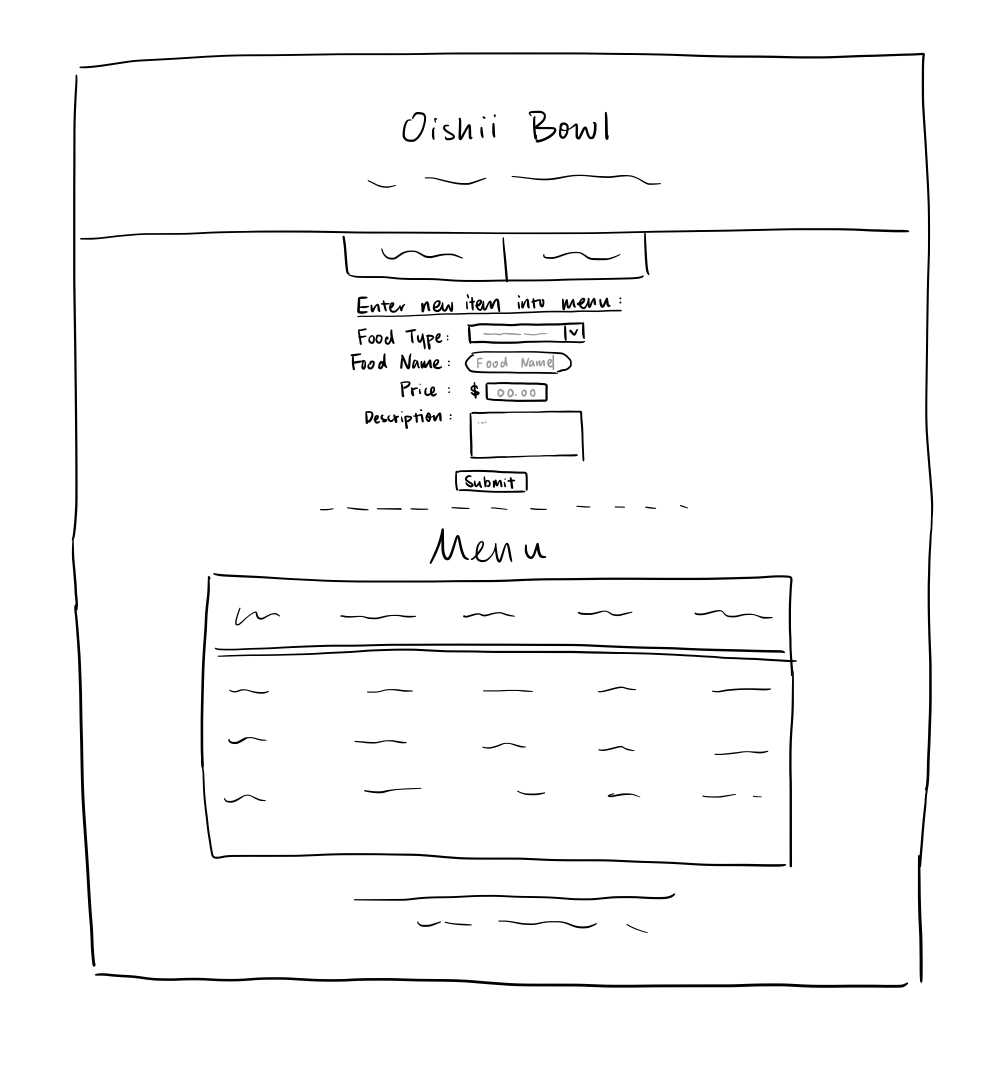 Oishii Bowl
Enter new item into menu:
Food Type:
Food Name: Food Name
Price: $ 00.00
Description: ...
Submit
Menu